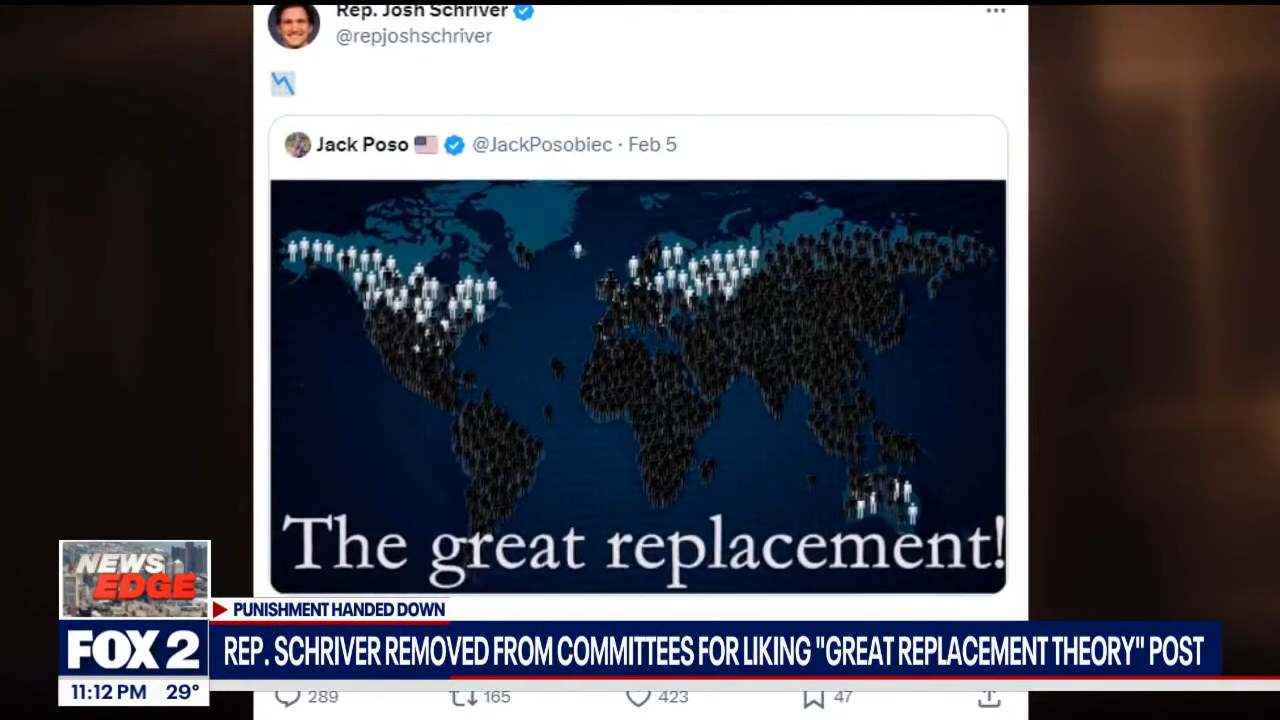 Rep. Josh Schriver
@repjoshschriver
Jack Poso @JackPosobiec · Feb 5
The great replacement!
NEWS
EDGE
PUNISHMENT HANDED DOWN
FOX 2
REP. SCHRIVER REMOVED FROM COMMITTEES FOR LIKING "GREAT REPLACEMENT THEORY" POST
11:12 PM 29°
289 165 423 47